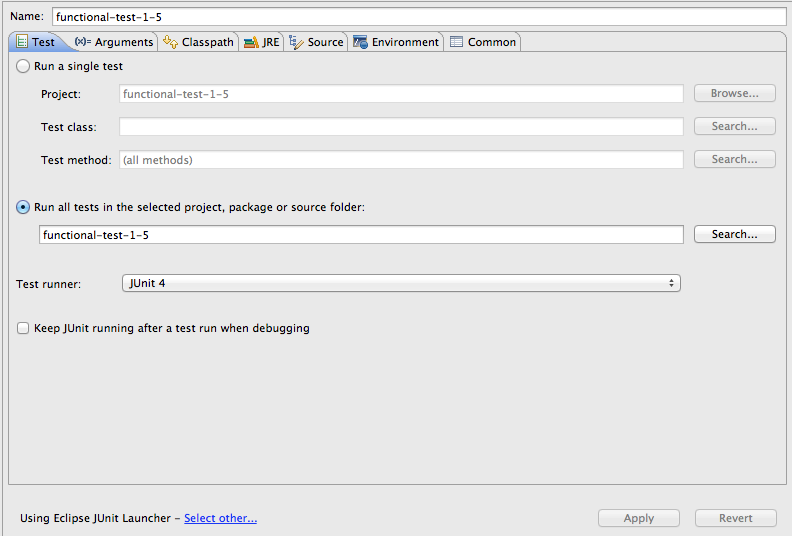 Name: functional-test-1-5
Test (x)= Arguments Classpath JRE Source Environment Common
Run a single test
Project: functional-test-1-5 Browse...
Test class: Search...
Test method: (all methods) Search...
Run all tests in the selected project, package or source folder:
functional-test-1-5 Search...
Test runner: JUnit 4
Keep JUnit running after a test run when debugging
Using Eclipse JUnit Launcher – Select other... Apply Revert